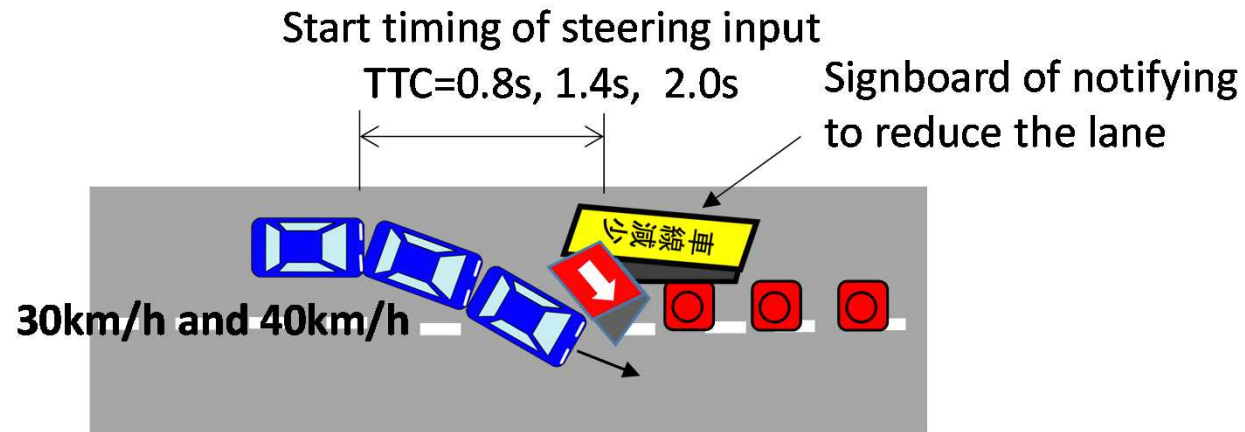 Start timing of steering input
TTC=0.8s, 1.4s, 2.0s
Signboard of notifying
to reduce the lane
車線減少
30km/h and 40km/h